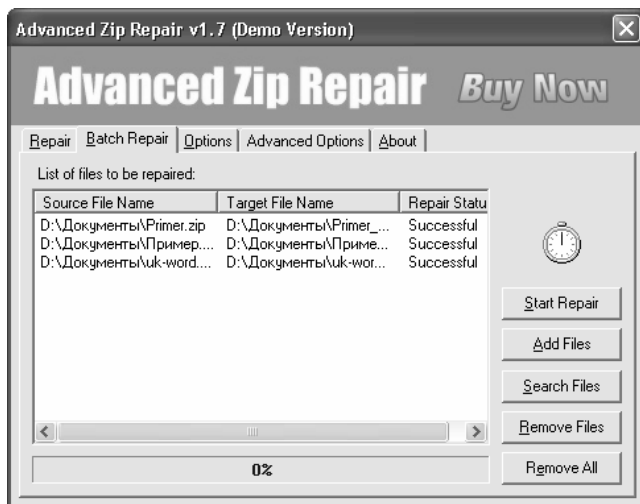 Advanced Zip Repair v1.7 (Demo Version)
Advanced Zip Repair Buy Now
Repair Batch Repair Options Advanced Options About
List of files to be repaired:
Source File Name Target File Name Repair Statu
D:\Документы\Primer.zip D:\Документы\Primer_... Successful
D:\Документы\Пример.... D:\Документы\Приме... Successful
D:\Документы\uk-word.... D:\Документы\uk-wor... Successful
Start Repair
Add Files
Search Files
Remove Files
0%
Remove All